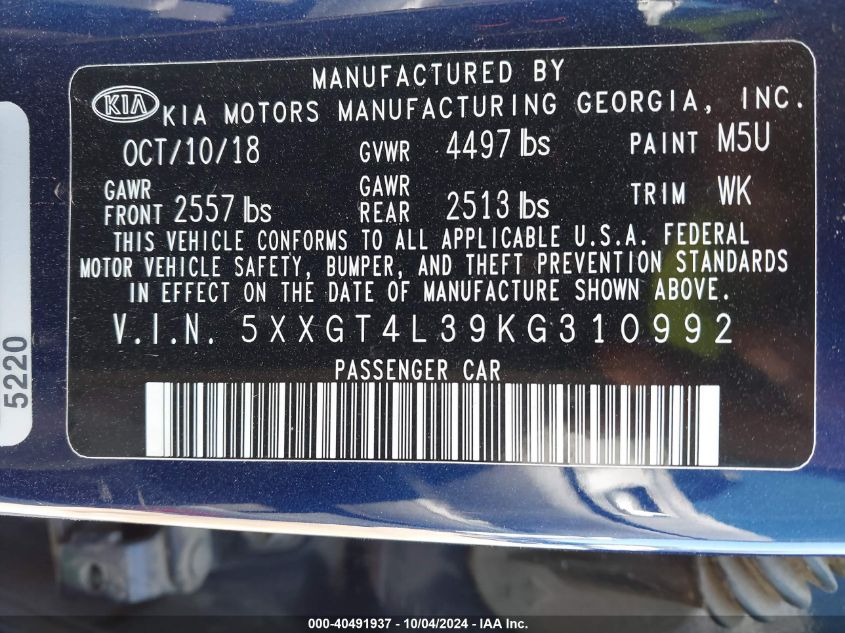 MANUFACTURED BY
KIA KIA MOTORS MANUFACTURING GEORGIA, INC.
OCT/10/18 GVWR 4497 lbs PAINT M5U
GAWR FRONT 2557 lbs GAWR REAR 2513 lbs TRIM WK
THIS VEHICLE CONFORMS TO ALL APPLICABLE U.S.A. FEDERAL
MOTOR VEHICLE SAFETY, BUMPER, AND THEFT PREVENTION STANDARDS
IN EFFECT ON THE DATE OF MANUFACTURE SHOWN ABOVE.
V.I.N. 5XXGT4L39KG310992
PASSENGER CAR
5220
000-40491937 - 10/04/2024 - IAA Inc.